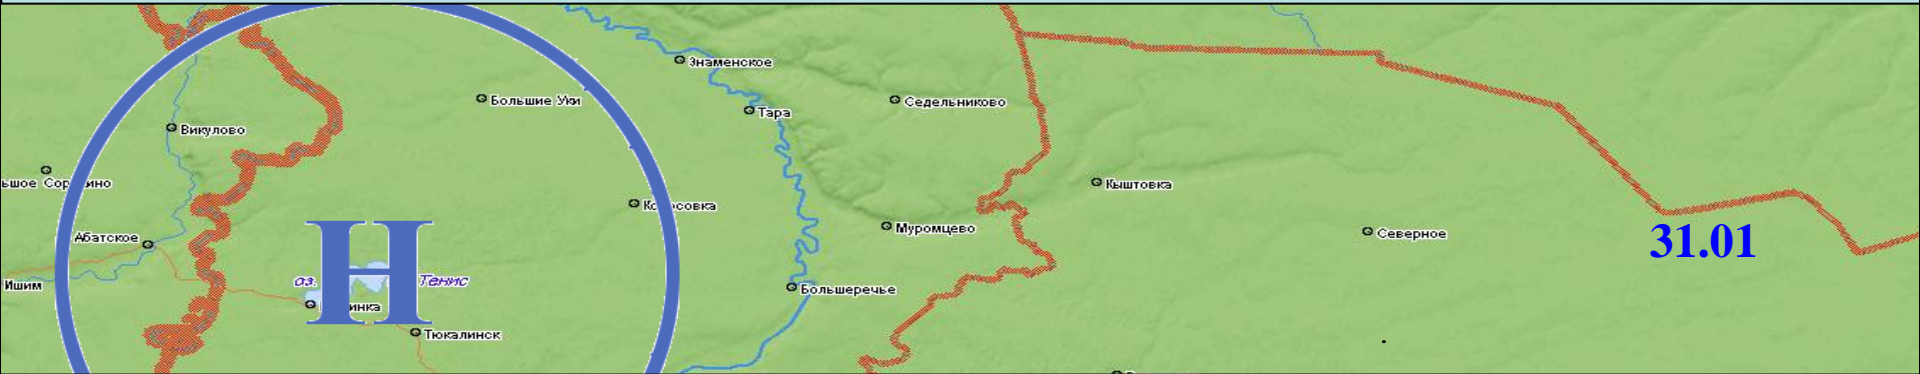 Знаменское
Большие Уки
Седельниково
Тара
Викулово
Кыштовка
Муромцево
Северное
Абатское
31.01
Н
оз. Тенис
Ишим
Большеречье
Тюкалинск